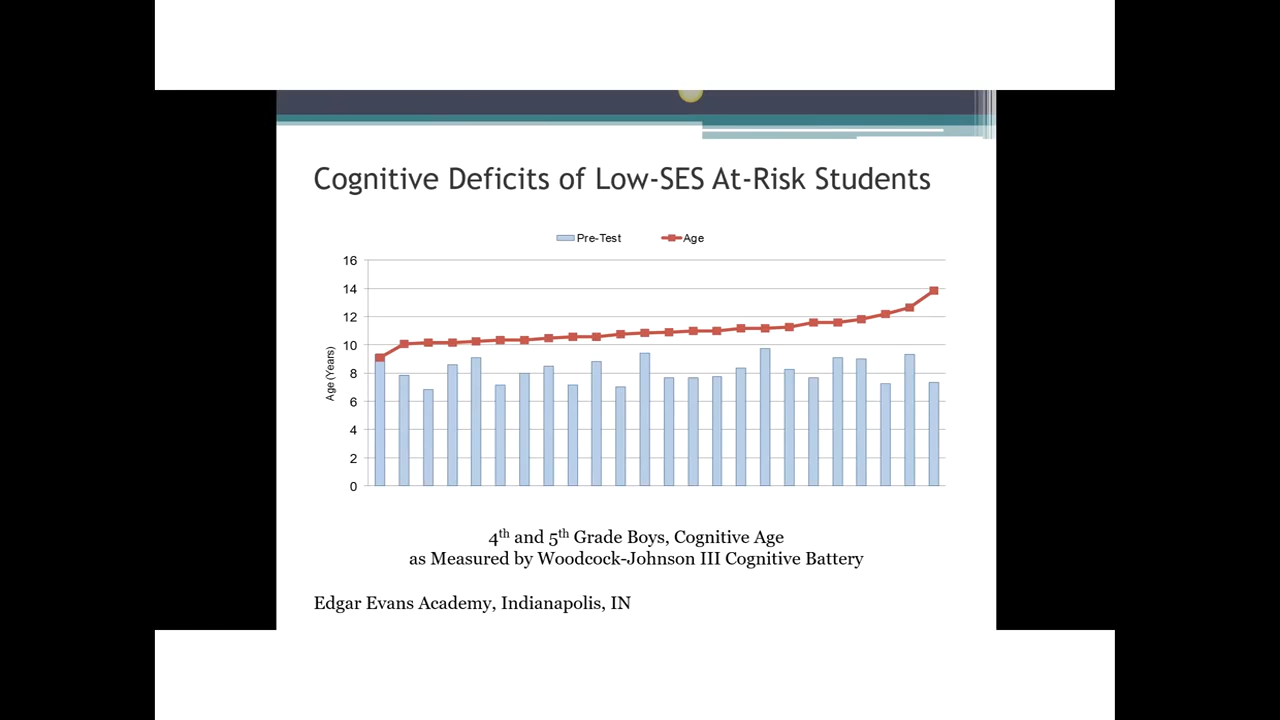 Cognitive Deficits of Low-SES At-Risk Students
Pre-Test Age
16
14
12
10
8
6
4
2
0
Age (Years)
4th and 5th Grade Boys, Cognitive Age
as Measured by Woodcock-Johnson III Cognitive Battery
Edgar Evans Academy, Indianapolis, IN